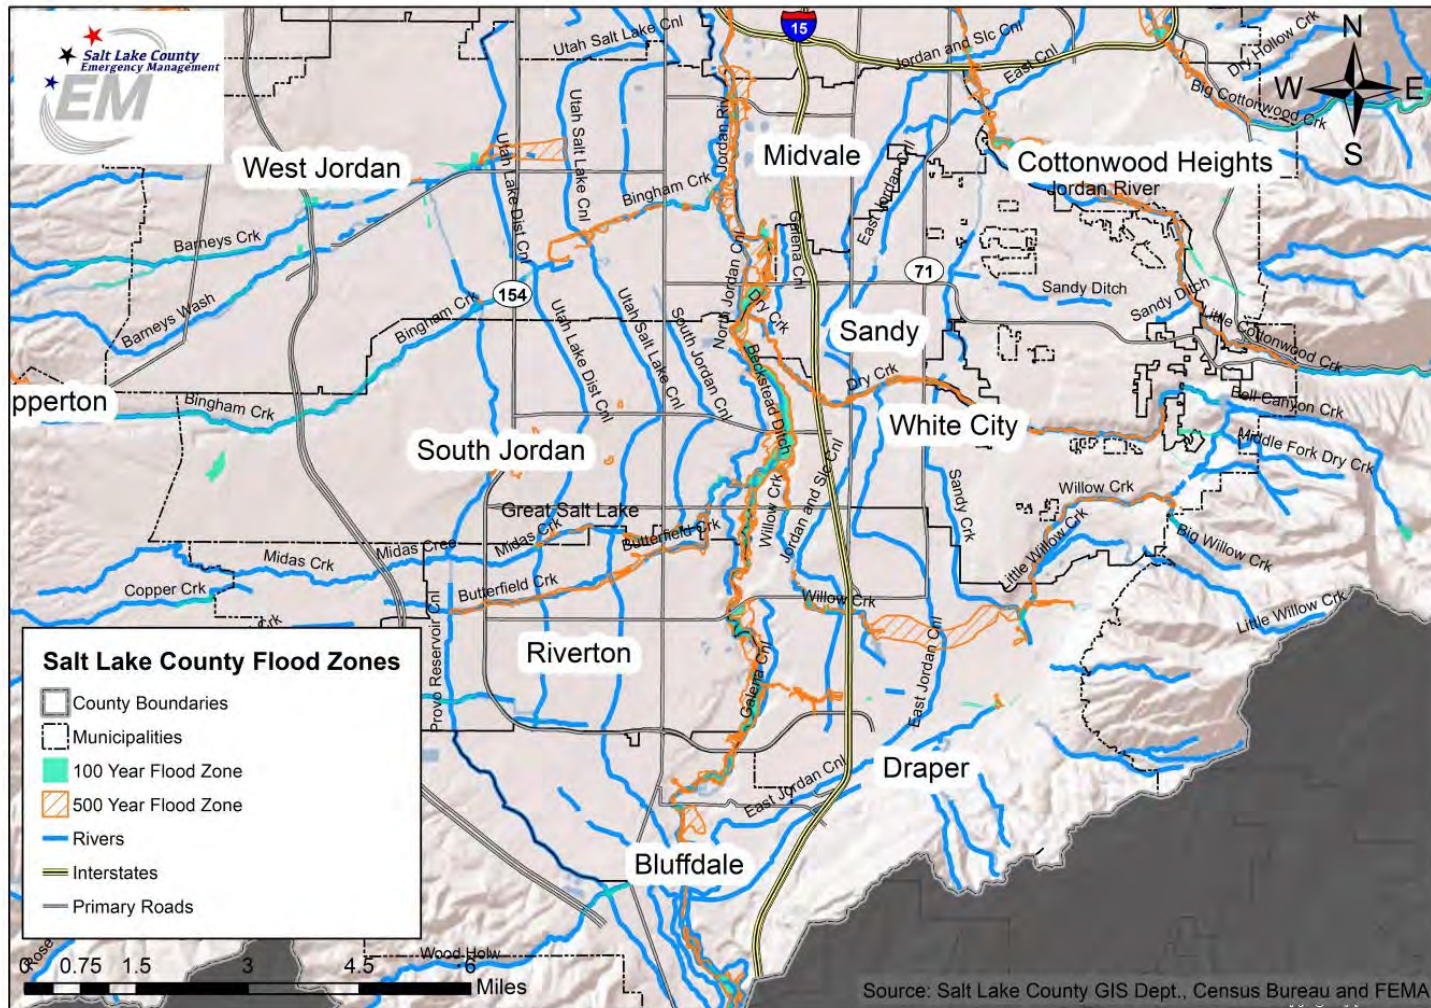 Salt Lake County
Emergency Management
EM
15
N
W E
S
Utah Salt Lake Cnl
Jordan and Slc Cnl
East Cnl
Dry Hollow Crk
Big Cottonwood Crk
West Jordan
Midvale
Cottonwood Heights
Jordan River
Jordan Riv
Utah Lake Dist Cnl
Utah Salt Lake Cnl
Bingham Crk
East Jordan Cnl
East Jordan Cnl
Galena Cnl
North Jordan Cnl
Barneys Crk
Barneys Wash
154
71
Bingham Crk
Sandy Ditch
Sandy Ditch
Little Cottonwood Crk
Dry Crk
Sandy
Utah Lake Dist Cnl
Utah Salt Lake Cnl
South Jordan Cnl
Beckstead Ditch
Dry Crk
pperton
Bingham Crk
White City
Bell Canyon Crk
Middle Fork Dry Crk
South Jordan
Great Salt Lake
Midas Crk
Midas Cree
Midas Crk
Butterfield Crk
Willow Crk
Jordan and Slc Cnl
Sandy Crk
Willow Crk
Little Willow Crk
Big Willow Crk
Little Willow Crk
Copper Crk
Butterfield Crk
Willow Crk
Crk
Provo Reservoir Cnl
Riverton
Galena Cnl
East Jordan Cnl
Draper
East Jordan Cnl
Bluffdale
Salt Lake County Flood Zones
County Boundaries
Municipalities
100 Year Flood Zone
500 Year Flood Zone
Rivers
Interstates
Primary Roads
Rose
Wood Holw
0 0.75 1.5 3 4.5 6
Miles
Source: Salt Lake County GIS Dept., Census Bureau and FEMA